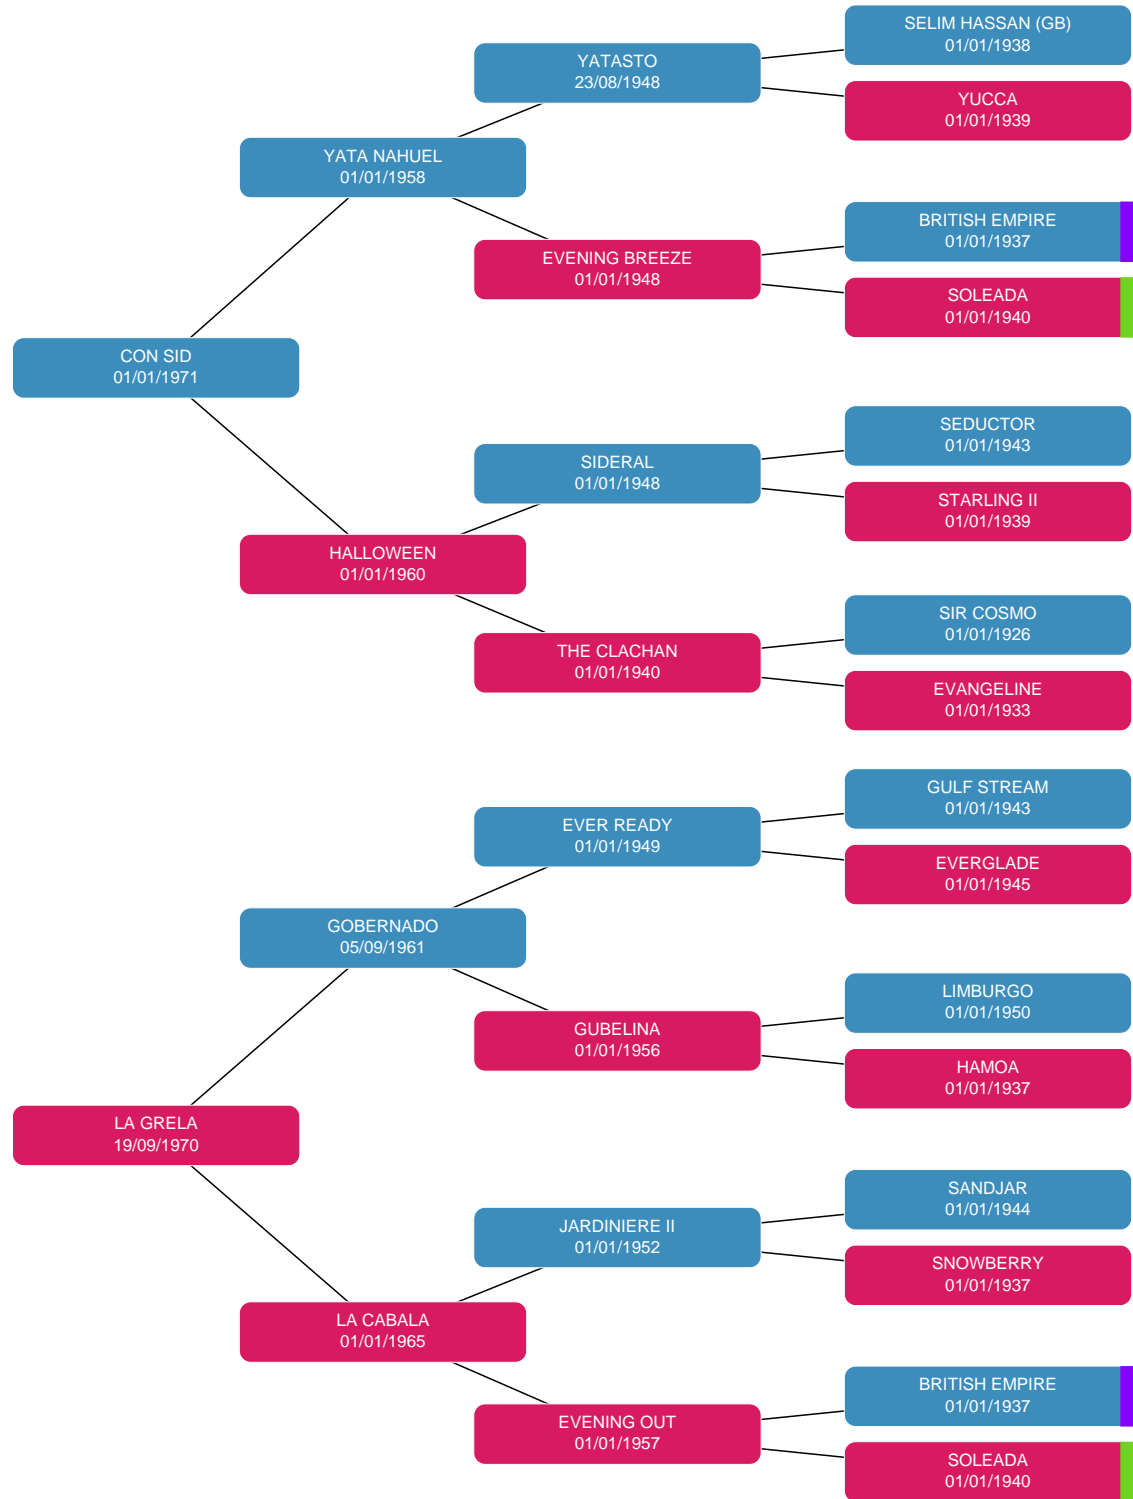 SELIM HASSAN (GB)
01/01/1938
YATASTO
23/08/1948
YUCCA
01/01/1939
YATA NAHUEL
01/01/1958
BRITISH EMPIRE
01/01/1937
EVENING BREEZE
01/01/1948
SOLEADA
01/01/1940
CON SID
01/01/1971
SEDUCTOR
01/01/1943
SIDERAL
01/01/1948
STARLING II
01/01/1939
HALLOWEEN
01/01/1960
SIR COSMO
01/01/1926
THE CLACHAN
01/01/1940
EVANGELINE
01/01/1933
GULF STREAM
01/01/1943
EVER READY
01/01/1949
EVERGLADE
01/01/1945
GOBERNADO
05/09/1961
LIMBURGO
01/01/1950
GUBELINA
01/01/1956
HAMOA
01/01/1937
LA GRELA
19/09/1970
SANDJAR
01/01/1944
JARDINIERE II
01/01/1952
SNOWBERRY
01/01/1937
LA CABALA
01/01/1965
BRITISH EMPIRE
01/01/1937
EVENING OUT
01/01/1957
SOLEADA
01/01/1940